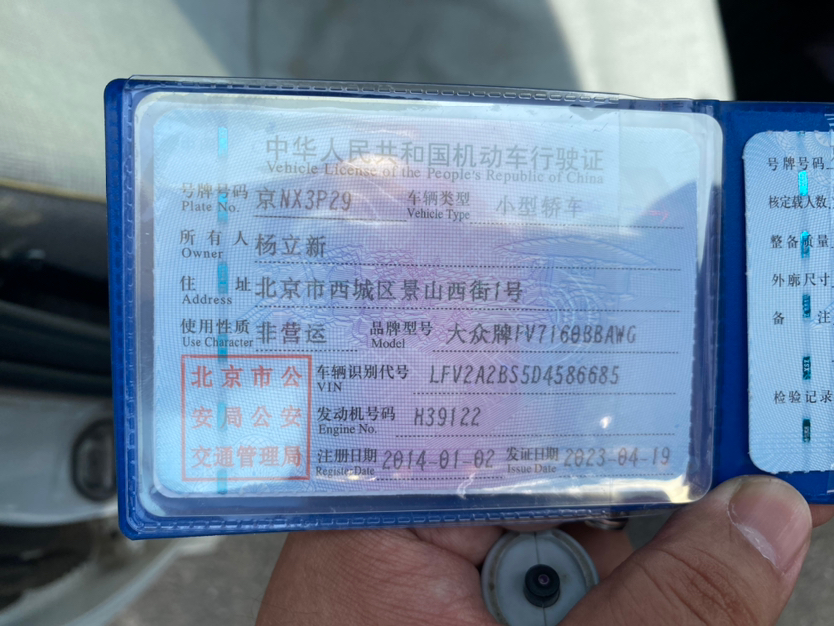 中华人民共和国机动车行驶证
Vehicle License of the People's Republic of China
号牌号码 京NX3P29 车辆类型 小型轿车
Plate No. Vehicle Type
所有人 杨立新
Owner
住址 北京市西城区景山西街1号
Address
使用性质 非营运 品牌型号 大众牌FV7160BBAWG
Use Character Model
北京市公
安局公安
交通管理局
车辆识别代号 LFV2A2BS5D4586685
VIN
发动机号码 H39122
Engine No.
注册日期 2014-01-02 发证日期 2023-04-19
Register Date Issue Date
号牌号码
核定载人数
整备质量
外廓尺寸
备注
检验记录